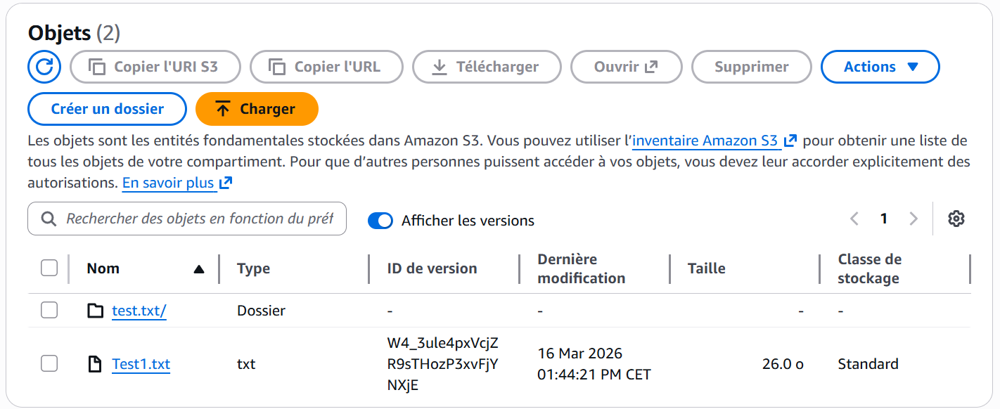 Objets (2)
Copier l'URI S3 Copier l'URL Télécharger Ouvrir Supprimer Actions
Créer un dossier Charger
Les objets sont les entités fondamentales stockées dans Amazon S3. Vous pouvez utiliser l’inventaire Amazon S3 pour obtenir une liste de
tous les objets de votre compartiment. Pour que d’autres personnes puissent accéder à vos objets, vous devez leur accorder explicitement des
autorisations. En savoir plus
Rechercher des objets en fonction du préf Afficher les versions 1
Nom Type ID de version Dernière modification Taille Classe de stockage
test.txt/ Dossier - - - -
Test1.txt txt W4_3ule4pxVcjZR9sTHozP3xvFjYNXjE 16 Mar 2026 01:44:21 PM CET 26.0 o Standard